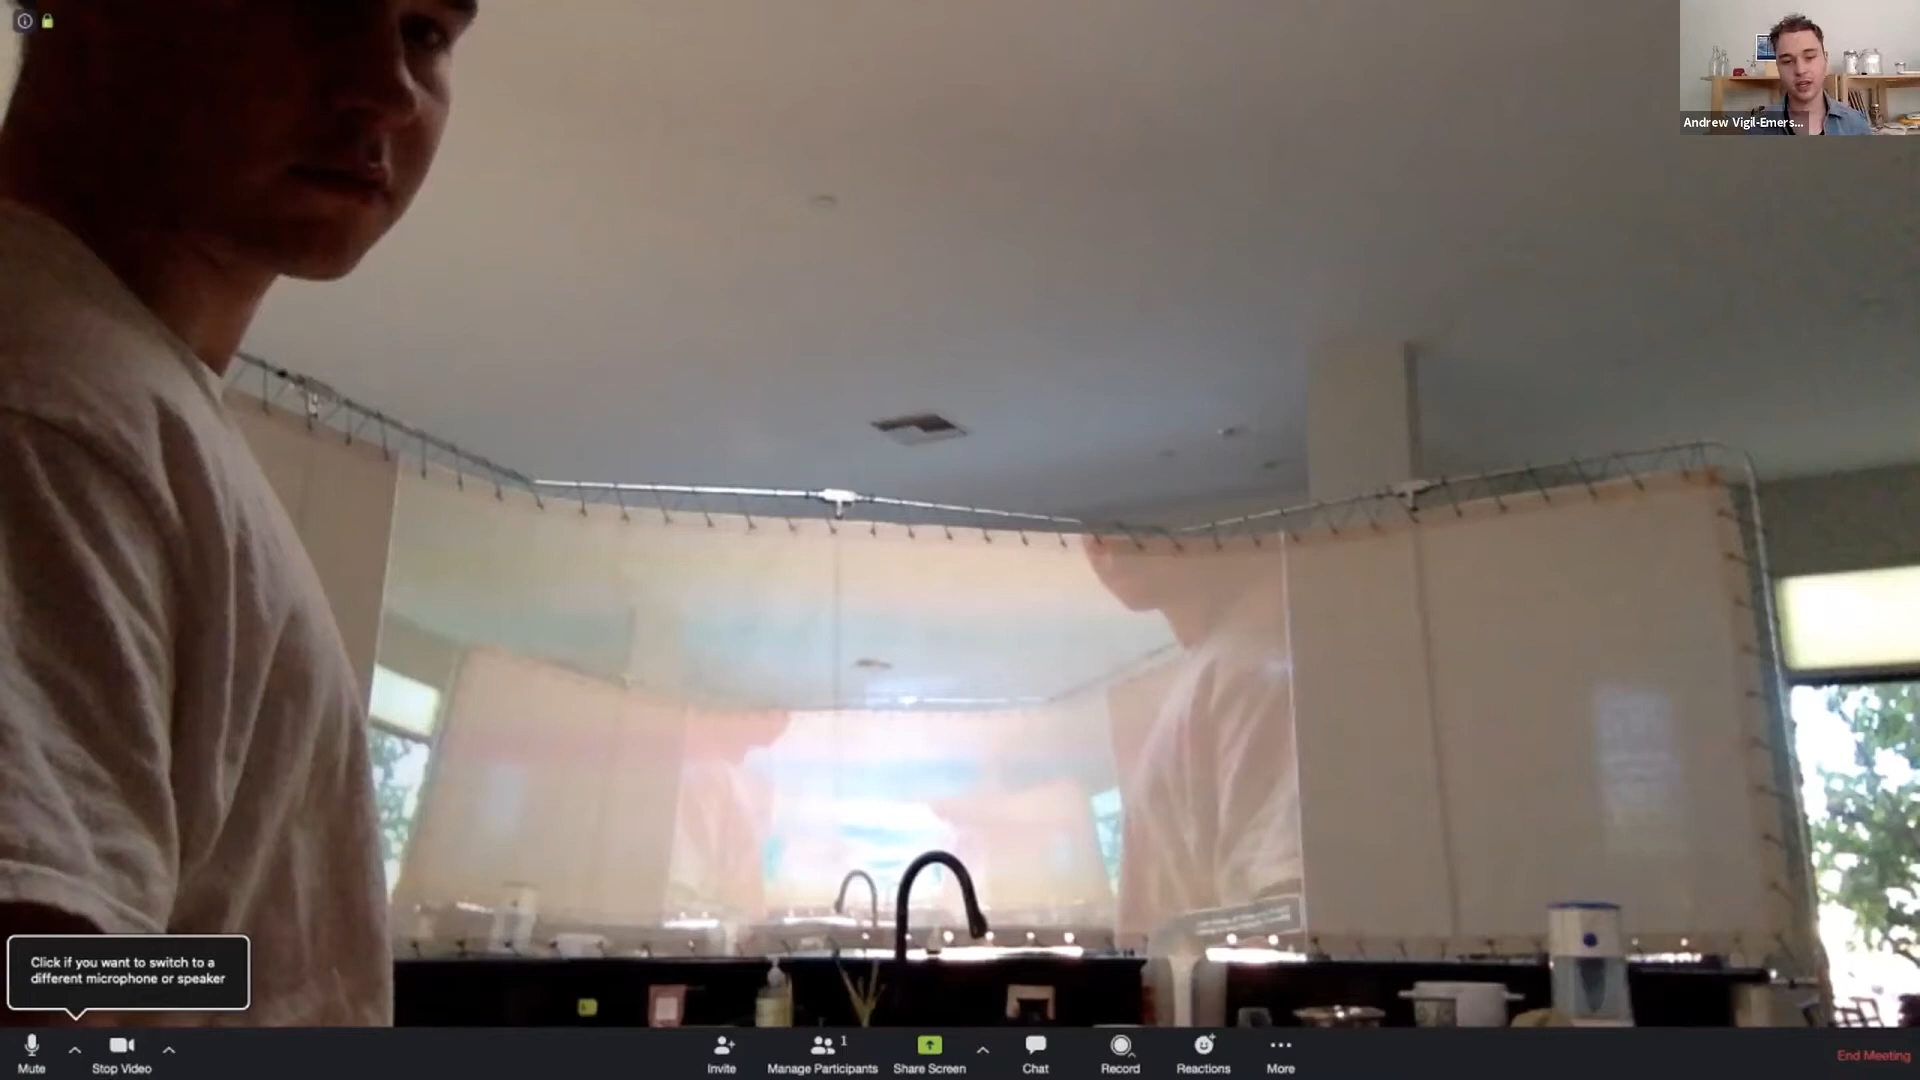 Andrew Vigil-Emers...
Click if you want to switch to a
different microphone or speaker
Mute
Stop Video
Invite
Manage Participants
1
Share Screen
Chat
Record
Reactions
More
End Meeting